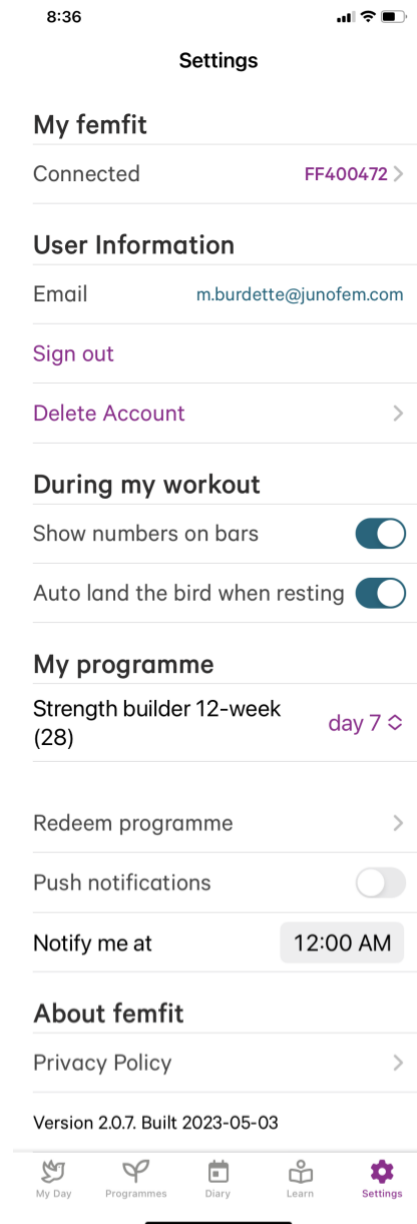 8:36
Settings
My femfit
Connected FF400472
User Information
Email m.burdette@junofem.com
Sign out
Delete Account
During my workout
Show numbers on bars
Auto land the bird when resting
My programme
Strength builder 12-week
(28) day 7
Redeem programme
Push notifications
Notify me at 12:00 AM
About femfit
Privacy Policy
Version 2.0.7. Built 2023-05-03
My Day Programmes Diary Learn Settings